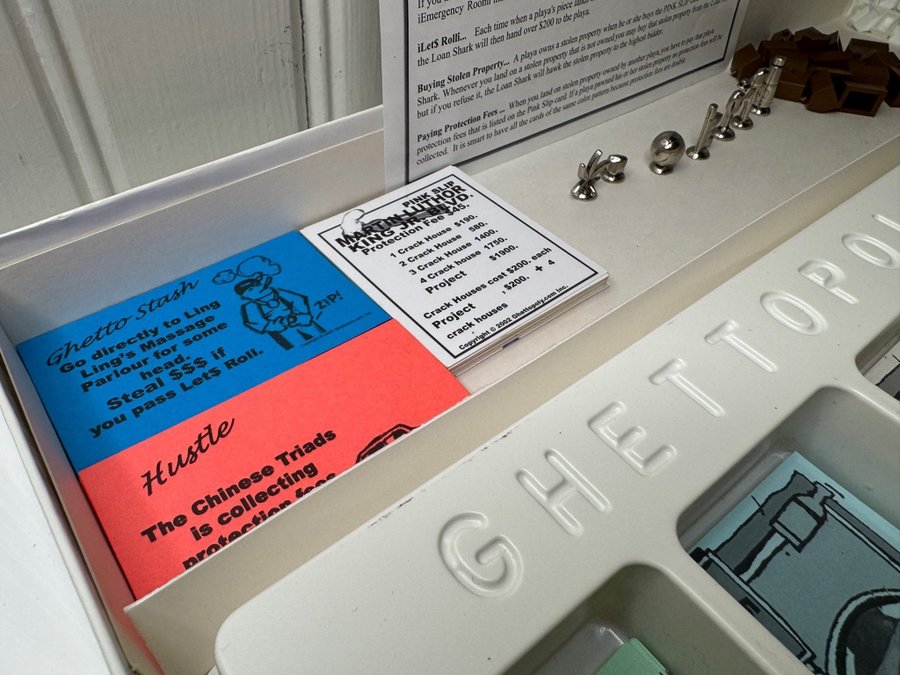 iEmergency Room
iLet$ Roll... Each time when a playa's piece lands
the Loan Shark will then hand over $200 to the playa.
Buying Stolen Property... A playa owns a stolen property when he or she buys the PINK SLIP
Shark. Whenever you land on a stolen property that is not owned you may buy that stolen property from the Loan
but if you refuse it, the Loan Shark will hawk the stolen property to the highest bidder.
Paying Protection Fees... When you land on stolen property owned by another playa, you have to pay that playa
protection fees that is listed on the Pink Slip card. If a playa pawned his or her stolen property no protection fees will be
collected. It is smart to have all the cards of the same color pattern because protection fees are double.
PINK SLIP
MARTIN LUTHOR
KING JR. BLVD.
Protection Fee $45.
1 Crack House $190.
2 Crack House 580.
3 Crack House 1400.
4 Crack house 1750.
Project $1900.
Crack Houses cost $200. each
Project $200. + 4
crack houses
Copyright © 2002 Ghettopoly.com Inc.
Ghetto Stash
Go directly to Ling
Ling's Massage
Parlour for some
head.
Steal $$$ if
you pass Let$ Roll.
ZIP!
Hustle
The Chinese Triads
is collecting
protection fees
GHETTOPOL